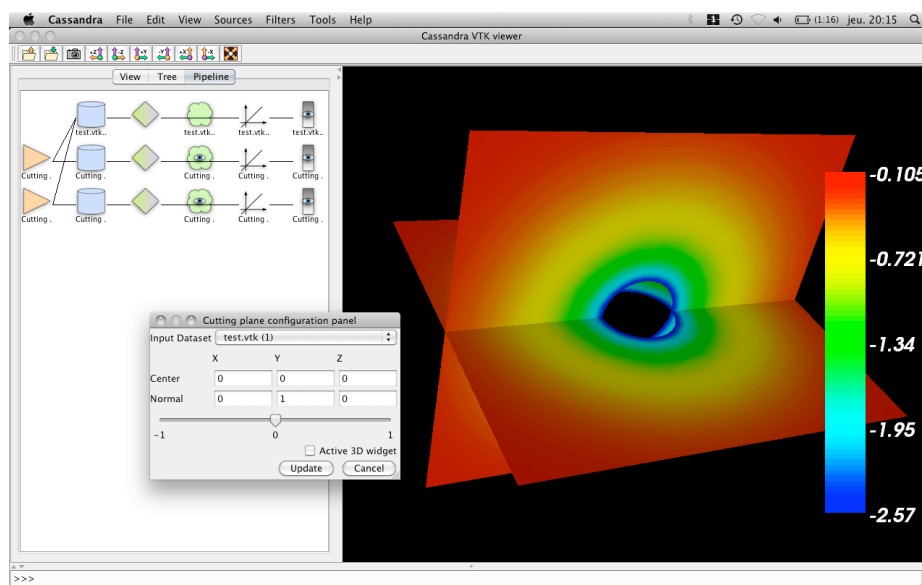 Cassandra File Edit View Sources Filters Tools Help 1 (1:16) jeu. 20:15
Cassandra VTK viewer
+Z -Z +Y -Y +X -X
View Tree Pipeline
test.vtk.. test.vtk.. test.vtk.. test.vtk..
Cutting . Cutting . Cutting . Cutting . Cutting .
Cutting . Cutting . Cutting . Cutting . Cutting .
Cutting plane configuration panel
Input Dataset test.vtk (1)
X Y Z
Center 0 0 0
Normal 0 1 0
-1 0 1
Active 3D widget
Update Cancel
-0.105
-0.721
-1.34
-1.95
-2.57
>>>